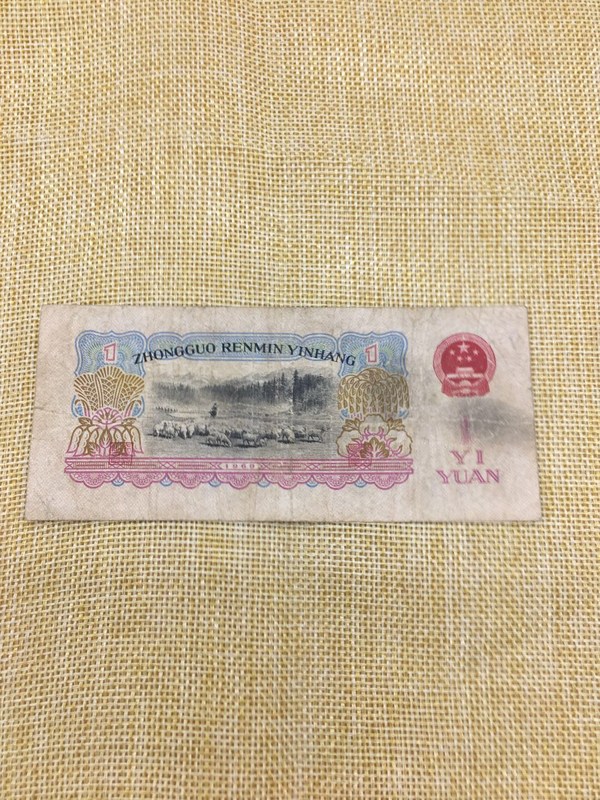 1
1
ZHONGGUO RENMIN YINHANG
1960
YI
YUAN